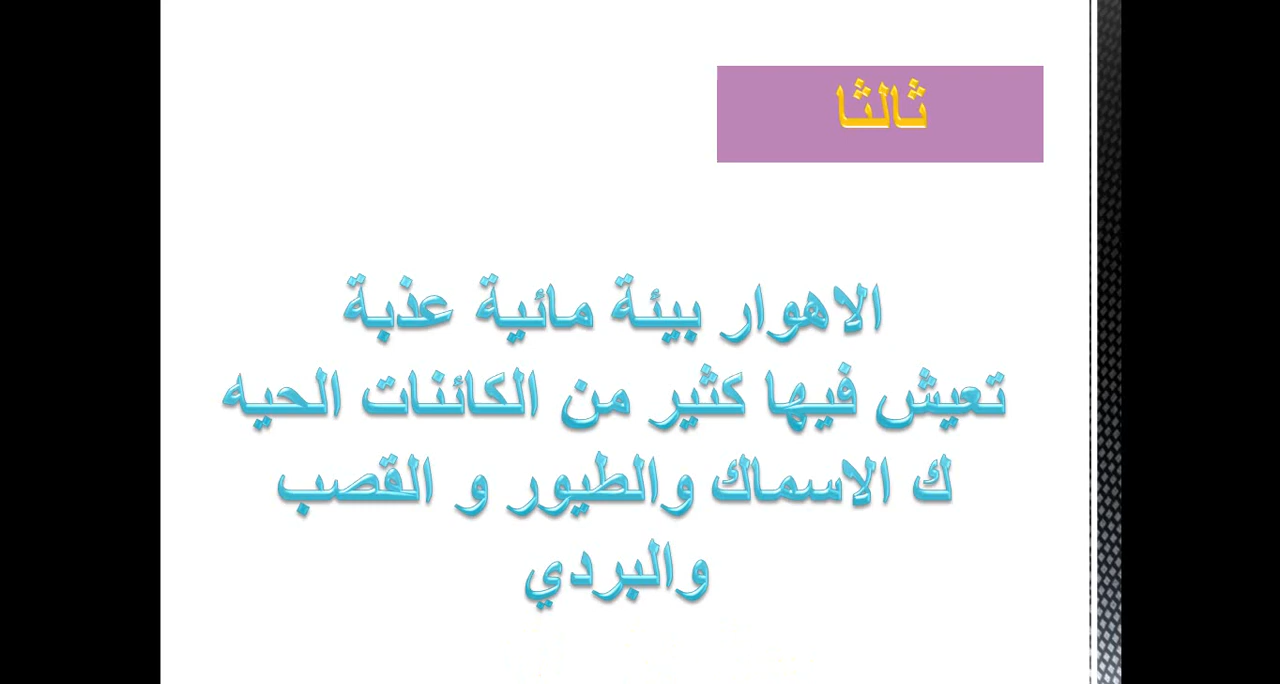 ثالثا
الاهوار بيئة مائية عذبة
تعيش فيها كثير من الكائنات الحيه
ك الاسماك والطيور و القصب
والبردي